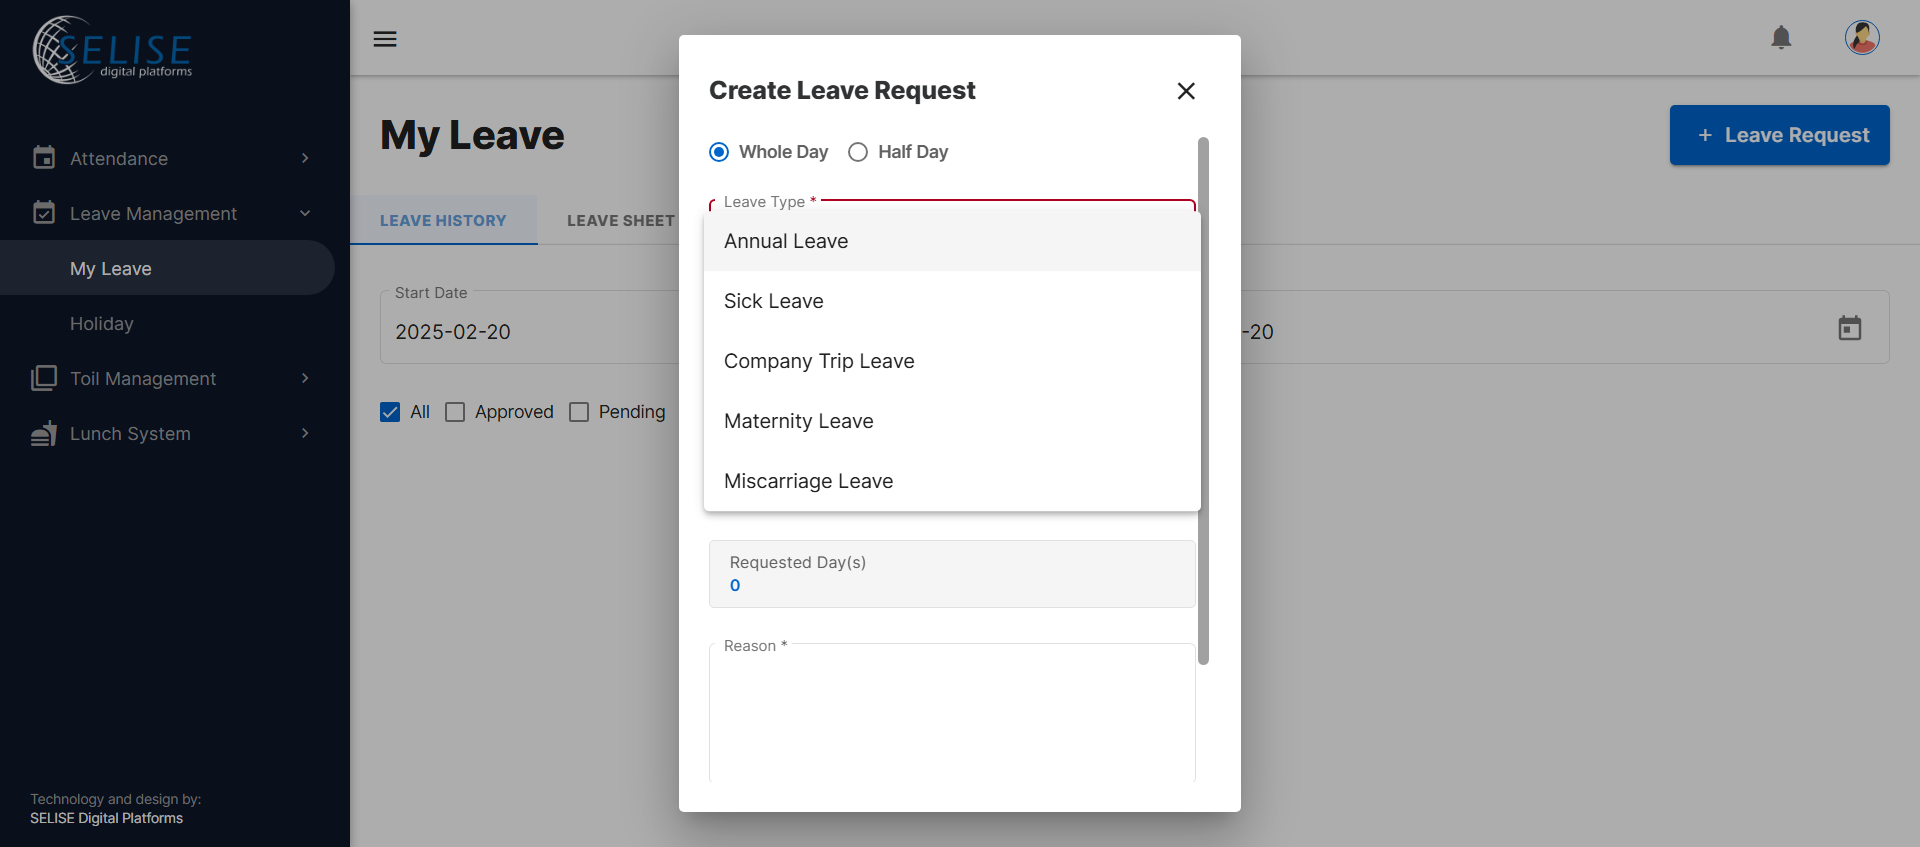 SELISE
digital platforms
Attendance
Leave Management
My Leave
Holiday
Toil Management
Lunch System
Technology and design by:
SELISE Digital Platforms
My Leave
+ Leave Request
LEAVE HISTORY
LEAVE SHEET
Start Date
2025-02-20
-20
All
Approved
Pending
Create Leave Request
Whole Day
Half Day
Leave Type *
Annual Leave
Sick Leave
Company Trip Leave
Maternity Leave
Miscarriage Leave
Requested Day(s)
0
Reason *